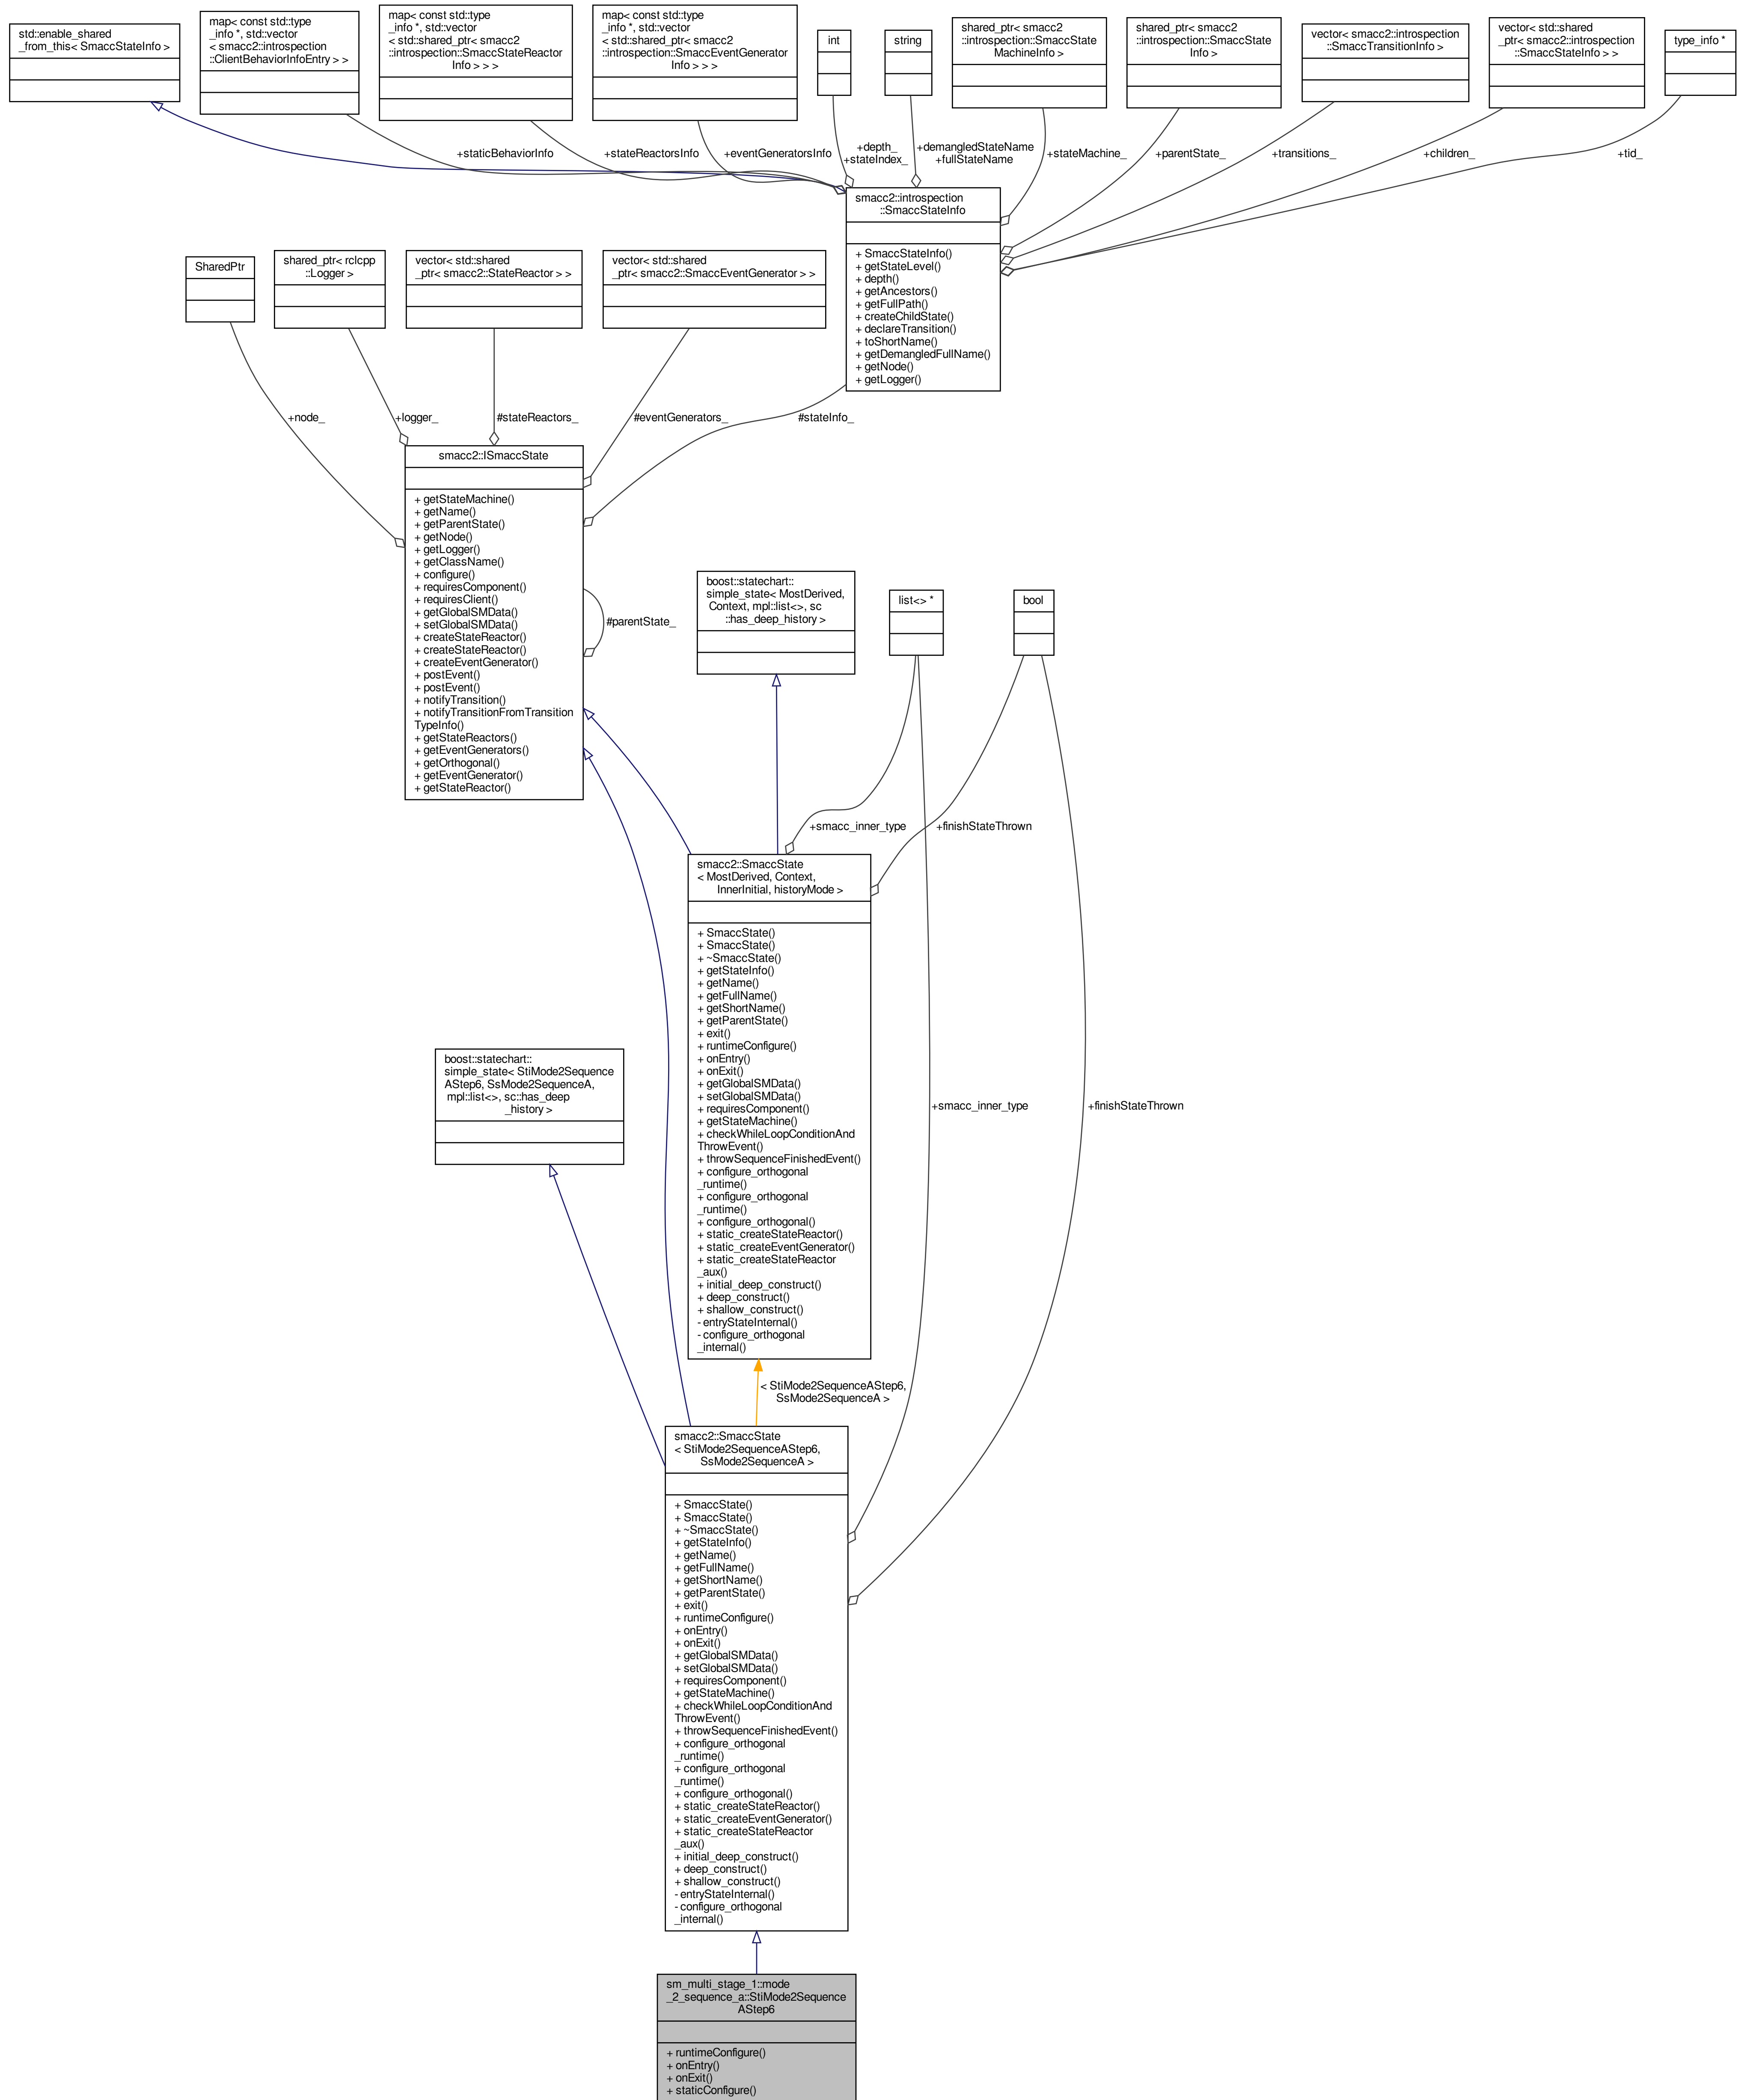 std::enable_shared
_from_this< SmaccStateInfo >
map< const std::type
_info *, std::vector
< smacc2::introspection
::ClientBehaviorInfoEntry > >
map< const std::type
_info *, std::vector
< std::shared_ptr< smacc2
::introspection::SmaccStateReactor
Info > > >
map< const std::type
_info *, std::vector
< std::shared_ptr< smacc2
::introspection::SmaccEventGenerator
Info > > >
int
string
shared_ptr< smacc2
::introspection::SmaccState
MachineInfo >
shared_ptr< smacc2
::introspection::SmaccState
Info >
vector< smacc2::introspection
::SmaccTransitionInfo >
vector< std::shared
_ptr< smacc2::introspection
::SmaccStateInfo > >
type_info *
+staticBehaviorInfo
+stateReactorsInfo
+eventGeneratorsInfo
+depth_
+stateIndex_
+demangledStateName
+fullStateName
+stateMachine_
+parentState_
+transitions_
+children_
+tid_
smacc2::introspection
::SmaccStateInfo
+ SmaccStateInfo()
+ getStateLevel()
+ depth()
+ getAncestors()
+ getFullPath()
+ createChildState()
+ declareTransition()
+ toShortName()
+ getDemangledFullName()
+ getNode()
+ getLogger()
SharedPtr
shared_ptr< rclcpp
::Logger >
vector< std::shared
_ptr< smacc2::StateReactor > >
vector< std::shared
_ptr< smacc2::SmaccEventGenerator > >
+node_
+logger_
#stateReactors_
#eventGenerators_
#stateInfo_
smacc2::ISmaccState
+ getStateMachine()
+ getName()
+ getParentState()
+ getNode()
+ getLogger()
+ getClassName()
+ configure()
+ requiresComponent()
+ requiresClient()
+ getGlobalSMData()
+ setGlobalSMData()
+ createStateReactor()
+ createStateReactor()
+ createEventGenerator()
+ postEvent()
+ postEvent()
+ notifyTransition()
+ notifyTransitionFromTransition
TypeInfo()
+ getStateReactors()
+ getEventGenerators()
+ getOrthogonal()
+ getEventGenerator()
+ getStateReactor()
#parentState_
boost::statechart::
simple_state< MostDerived,
Context, mpl::list<>, sc
::has_deep_history >
list<> *
bool
+smacc_inner_type
+finishStateThrown
smacc2::SmaccState
< MostDerived, Context,
InnerInitial, historyMode >
+ SmaccState()
+ SmaccState()
+ ~SmaccState()
+ getStateInfo()
+ getName()
+ getFullName()
+ getShortName()
+ getParentState()
+ exit()
+ runtimeConfigure()
+ onEntry()
+ onExit()
+ getGlobalSMData()
+ setGlobalSMData()
+ requiresComponent()
+ getStateMachine()
+ checkWhileLoopConditionAnd
ThrowEvent()
+ throwSequenceFinishedEvent()
+ configure_orthogonal
_runtime()
+ configure_orthogonal
_runtime()
+ configure_orthogonal()
+ static_createStateReactor()
+ static_createEventGenerator()
+ static_createStateReactor
_aux()
+ initial_deep_construct()
+ deep_construct()
+ shallow_construct()
- entryStateInternal()
- configure_orthogonal
_internal()
boost::statechart::
simple_state< StiMode2Sequence
AStep6, SsMode2SequenceA,
mpl::list<>, sc::has_deep
_history >
+smacc_inner_type
+finishStateThrown
< StiMode2SequenceAStep6,
SsMode2SequenceA >
smacc2::SmaccState
< StiMode2SequenceAStep6,
SsMode2SequenceA >
+ SmaccState()
+ SmaccState()
+ ~SmaccState()
+ getStateInfo()
+ getName()
+ getFullName()
+ getShortName()
+ getParentState()
+ exit()
+ runtimeConfigure()
+ onEntry()
+ onExit()
+ getGlobalSMData()
+ setGlobalSMData()
+ requiresComponent()
+ getStateMachine()
+ checkWhileLoopConditionAnd
ThrowEvent()
+ throwSequenceFinishedEvent()
+ configure_orthogonal
_runtime()
+ configure_orthogonal
_runtime()
+ configure_orthogonal()
+ static_createStateReactor()
+ static_createEventGenerator()
+ static_createStateReactor
_aux()
+ initial_deep_construct()
+ deep_construct()
+ shallow_construct()
- entryStateInternal()
- configure_orthogonal
_internal()
sm_multi_stage_1::mode
_2_sequence_a::StiMode2Sequence
AStep6
+ runtimeConfigure()
+ onEntry()
+ onExit()
+ staticConfigure()